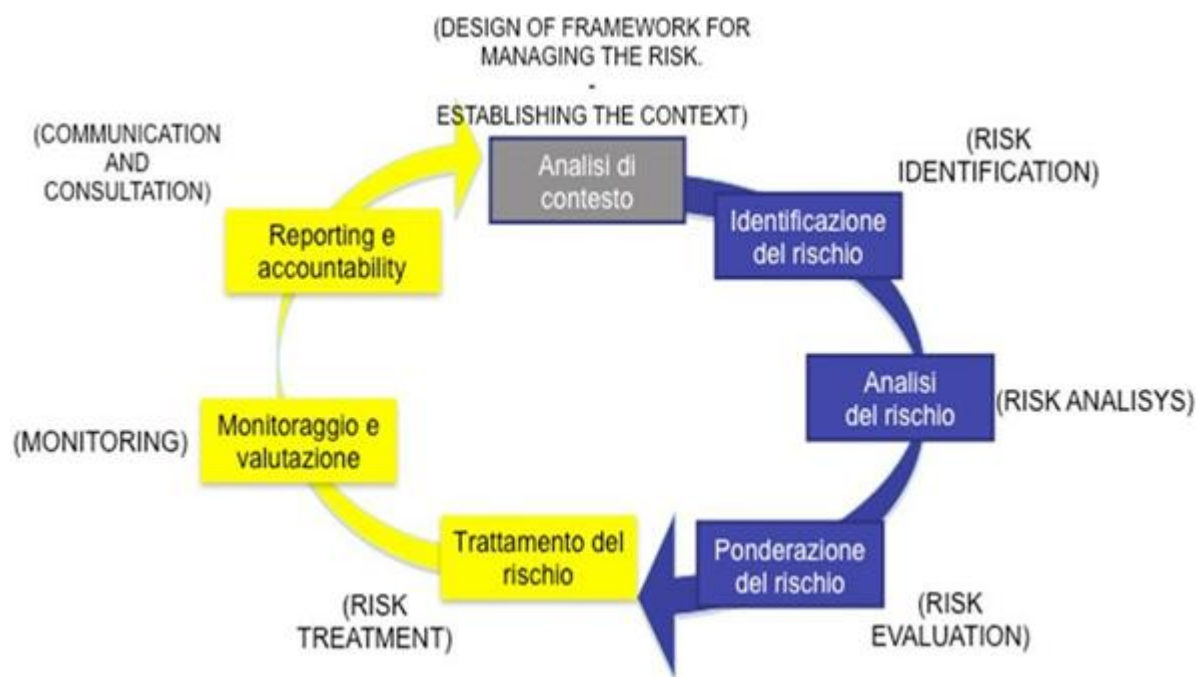 (DESIGN OF FRAMEWORK FOR
MANAGING THE RISK.
-
ESTABLISHING THE CONTEXT)
Analisi di
contesto
(RISK
IDENTIFICATION)
Identificazione
del rischio
Analisi
del rischio
(RISK ANALISYS)
Ponderazione
del rischio
(RISK
EVALUATION)
Trattamento del
rischio
(RISK
TREATMENT)
Monitoraggio e
valutazione
(MONITORING)
Reporting e
accountability
(COMMUNICATION
AND
CONSULTATION)